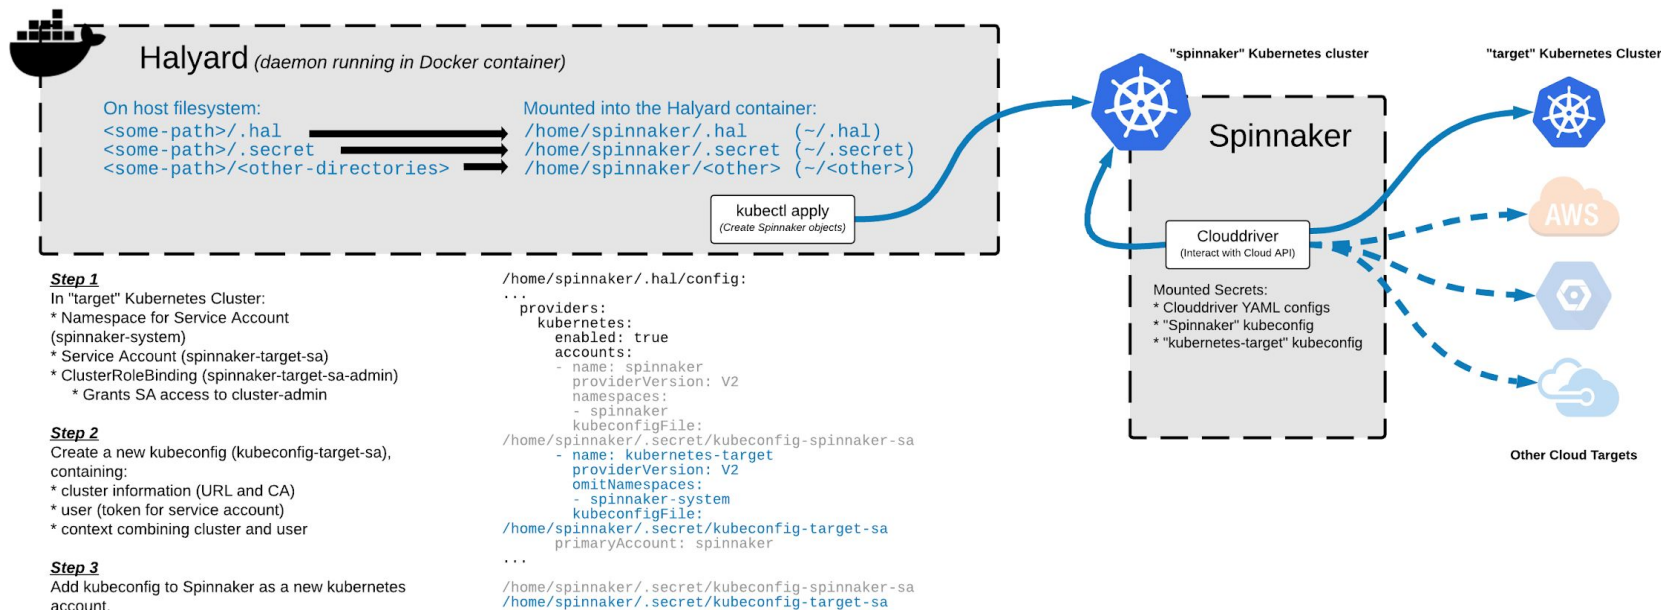 Halyard (daemon running in Docker container)
On host filesystem:
<some-path>/.hal
<some-path>/.secret
<some-path>/<other-directories>
Mounted into the Halyard container:
/home/spinnaker/.hal (~/.hal)
/home/spinnaker/.secret (~/.secret)
/home/spinnaker/<other> (~/<other>)
kubectl apply
(Create Spinnaker objects)
"spinnaker" Kubernetes cluster
Spinnaker
Clouddriver
(Interact with Cloud API)
Mounted Secrets:
* Clouddriver YAML configs
* "Spinnaker" kubeconfig
* "kubernetes-target" kubeconfig
"target" Kubernetes Cluster
AWS
Other Cloud Targets
Step 1
In "target" Kubernetes Cluster:
* Namespace for Service Account
(spinnaker-system)
* Service Account (spinnaker-target-sa)
* ClusterRoleBinding (spinnaker-target-sa-admin)
* Grants SA access to cluster-admin
Step 2
Create a new kubeconfig (kubeconfig-target-sa),
containing:
* cluster information (URL and CA)
* user (token for service account)
* context combining cluster and user
Step 3
Add kubeconfig to Spinnaker as a new kubernetes
account.
/home/spinnaker/.hal/config:
...
providers:
kubernetes:
enabled: true
accounts:
- name: spinnaker
providerVersion: V2
namespaces:
- spinnaker
kubeconfigFile:
/home/spinnaker/.secret/kubeconfig-spinnaker-sa
- name: kubernetes-target
providerVersion: V2
omitNamespaces:
- spinnaker-system
kubeconfigFile:
/home/spinnaker/.secret/kubeconfig-target-sa
primaryAccount: spinnaker
...
/home/spinnaker/.secret/kubeconfig-spinnaker-sa
/home/spinnaker/.secret/kubeconfig-target-sa